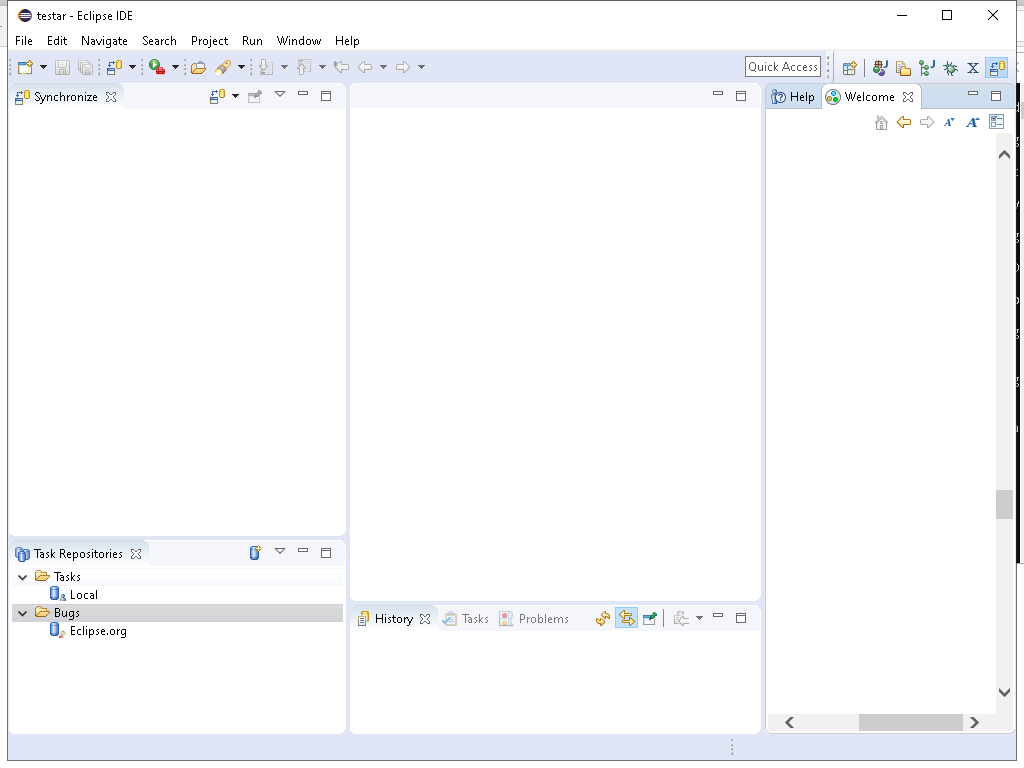 testar - Eclipse IDE
File Edit Navigate Search Project Run Window Help
Quick Access
Synchronize
Help Welcome
Task Repositories
Tasks
Local
Bugs
Eclipse.org
History Tasks Problems